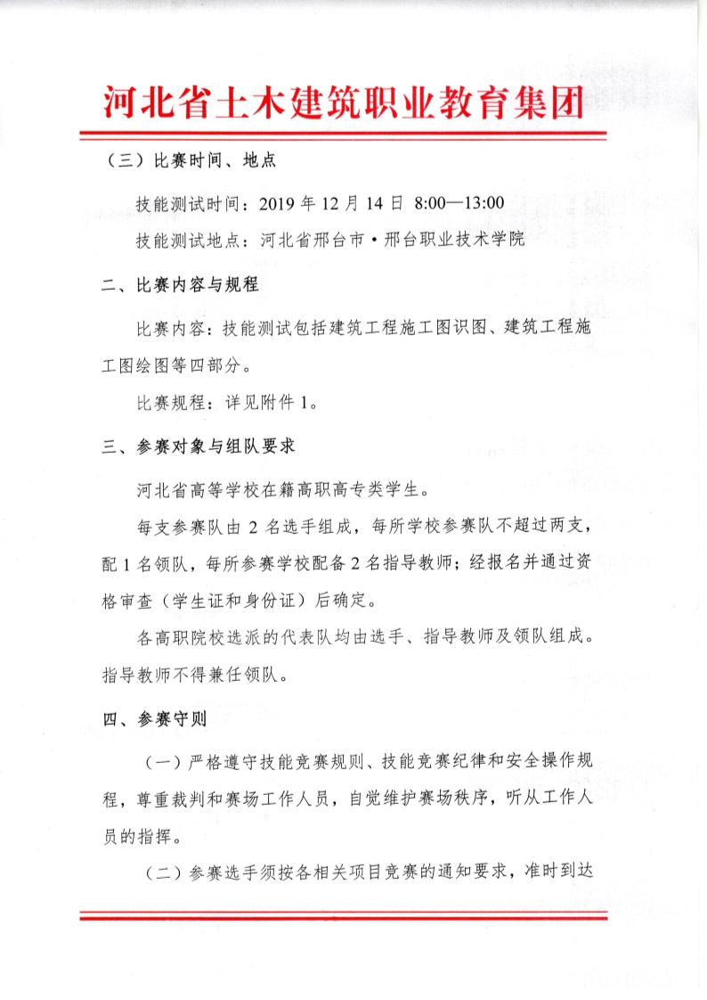 河北省土木建筑职业教育集团
（三）比赛时间、地点
技能测试时间：2019 年 12 月 14 日 8:00—13:00
技能测试地点：河北省邢台市•邢台职业技术学院
二、比赛内容与规程
比赛内容：技能测试包括建筑工程施工图识图、建筑工程施
工图绘图等四部分。
比赛规程：详见附件 1。
三、参赛对象与组队要求
河北省高等学校在籍高职高专类学生。
每支参赛队由 2 名选手组成，每所学校参赛队不超过两支，
配 1 名领队，每所参赛学校配备 2 名指导教师；经报名并通过资
格审查（学生证和身份证）后确定。
各高职院校选派的代表队均由选手、指导教师及领队组成。
指导教师不得兼任领队。
四、参赛守则
（一）严格遵守技能竞赛规则、技能竞赛纪律和安全操作规
程，尊重裁判和赛场工作人员，自觉维护赛场秩序，听从工作人
员的指挥。
（二）参赛选手须按各相关项目竞赛的通知要求，准时到达